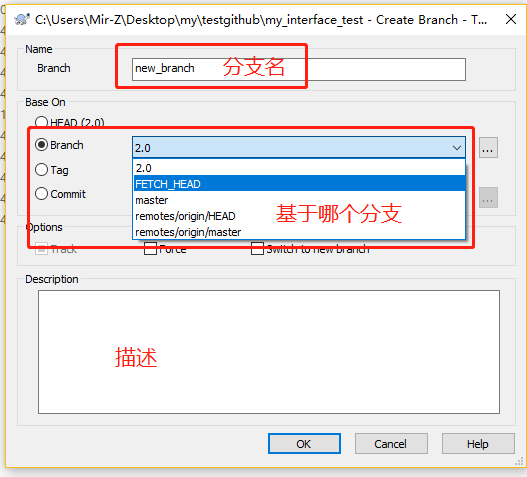 C:\Users\Mir-Z\Desktop\my\testgithub\my_interface_test - Create Branch - T...
Name
Branch
new_branch
分支名
Base On
HEAD (2.0)
Branch
2.0
...
2.0
Tag
FETCH_HEAD
master
Commit
remotes/origin/HEAD
基于哪个分支
...
remotes/origin/master
Options
Track
Force
Switch to new branch
Description
描述
OK
Cancel
Help